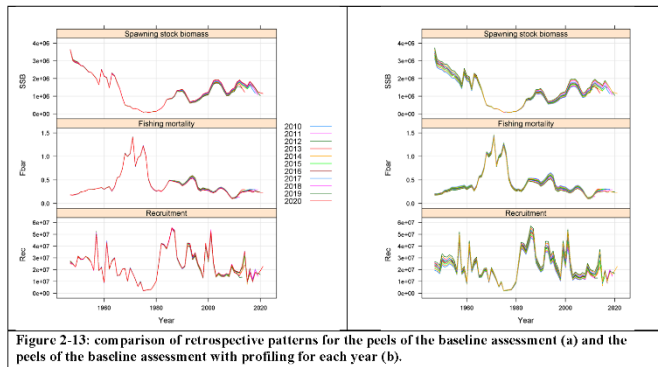 Spawning stock biomass
4e+06
3e+06
2e+06
1e+06
0e+00
SSB
Fishing mortality
1.5
1.0
0.5
0.0
Fbar
Recruitment
6e+07
5e+07
4e+07
3e+07
2e+07
1e+07
0e+00
Rec
1960
1980
2000
2020
Year
2010
2011
2012
2013
2014
2015
2016
2017
2018
2019
2020
Spawning stock biomass
4e+06
3e+06
2e+06
1e+06
0e+00
SSB
Fishing mortality
1.5
1.0
0.5
0.0
Fbar
Recruitment
6e+07
5e+07
4e+07
3e+07
2e+07
1e+07
0e+00
Rec
1960
1980
2000
2020
Year
Figure 2-13: comparison of retrospective patterns for the peels of the baseline assessment (a) and the
peels of the baseline assessment with profiling for each year (b).